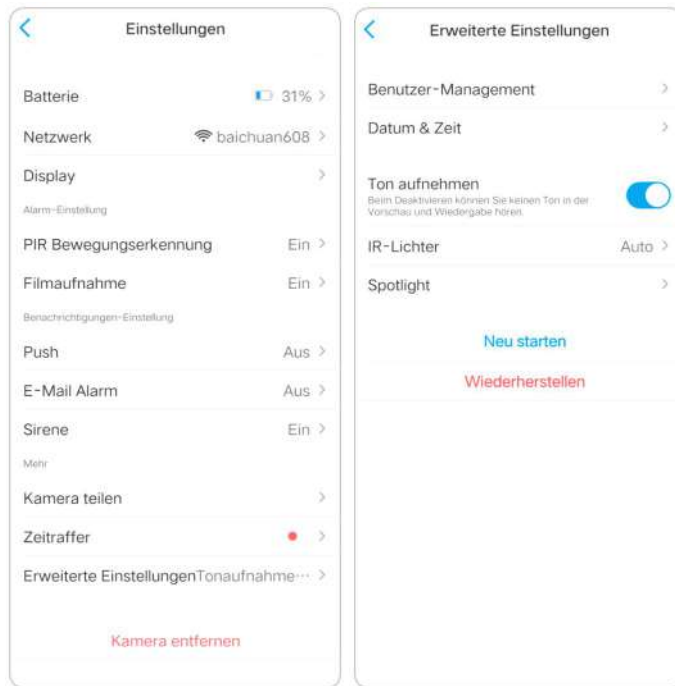 Einstellungen
Batterie 31%
Netzwerk baichuan608
Display
Alarm-Einstellung
PIR Bewegungserkennung Ein
Filmaufnahme Ein
Benachrichtigungen-Einstellung
Push Aus
E-Mail Alarm Aus
Sirene Ein
Mehr
Kamera teilen
Zeitraffer
Erweiterte Einstellungen Tonaufnahme···
Kamera entfernen
Erweiterte Einstellungen
Benutzer-Management
Datum & Zeit
Ton aufnehmen
Beim Deaktivieren können Sie keinen Ton in der
Vorschau und Wiedergabe hören.
IR-Lichter Auto
Spotlight
Neu starten
Wiederherstellen